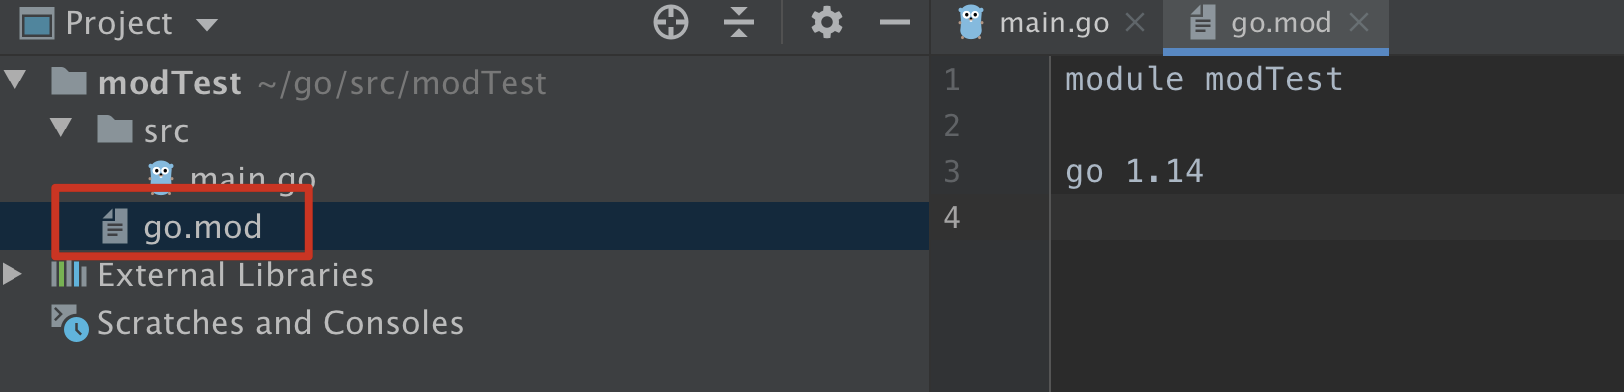 Project
modTest ~/go/src/modTest
src
main.go
go.mod
External Libraries
Scratches and Consoles
main.go
go.mod
1 module modTest
2
3 go 1.14
4